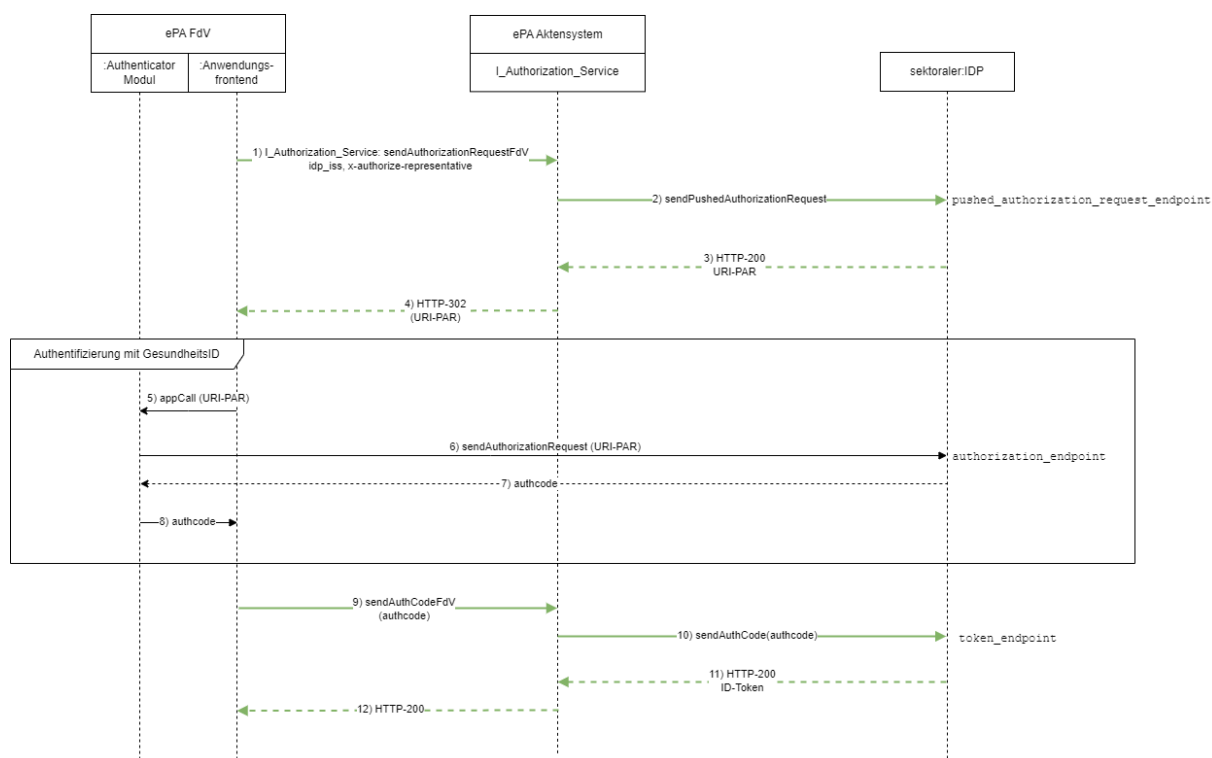 ePA FdV
ePA Aktensystem
:Authenticator
Modul
:Anwendungs-
frontend
I_Authorization_Service
sektoraler:IDP
1) I_Authorization_Service: sendAuthorizationRequestFdV
idp_iss, x-authorize-representative
2) sendPushedAuthorizationRequest
pushed_authorization_request_endpoint
3) HTTP-200
URI-PAR
4) HTTP-302
(URI-PAR)
Authentifizierung mit GesundheitsID
5) appCall (URI-PAR)
6) sendAuthorizationRequest (URI-PAR)
authorization_endpoint
7) authcode
8) authcode
9) sendAuthCodeFdV
(authcode)
10) sendAuthCode(authcode)
token_endpoint
11) HTTP-200
ID-Token
12) HTTP-200